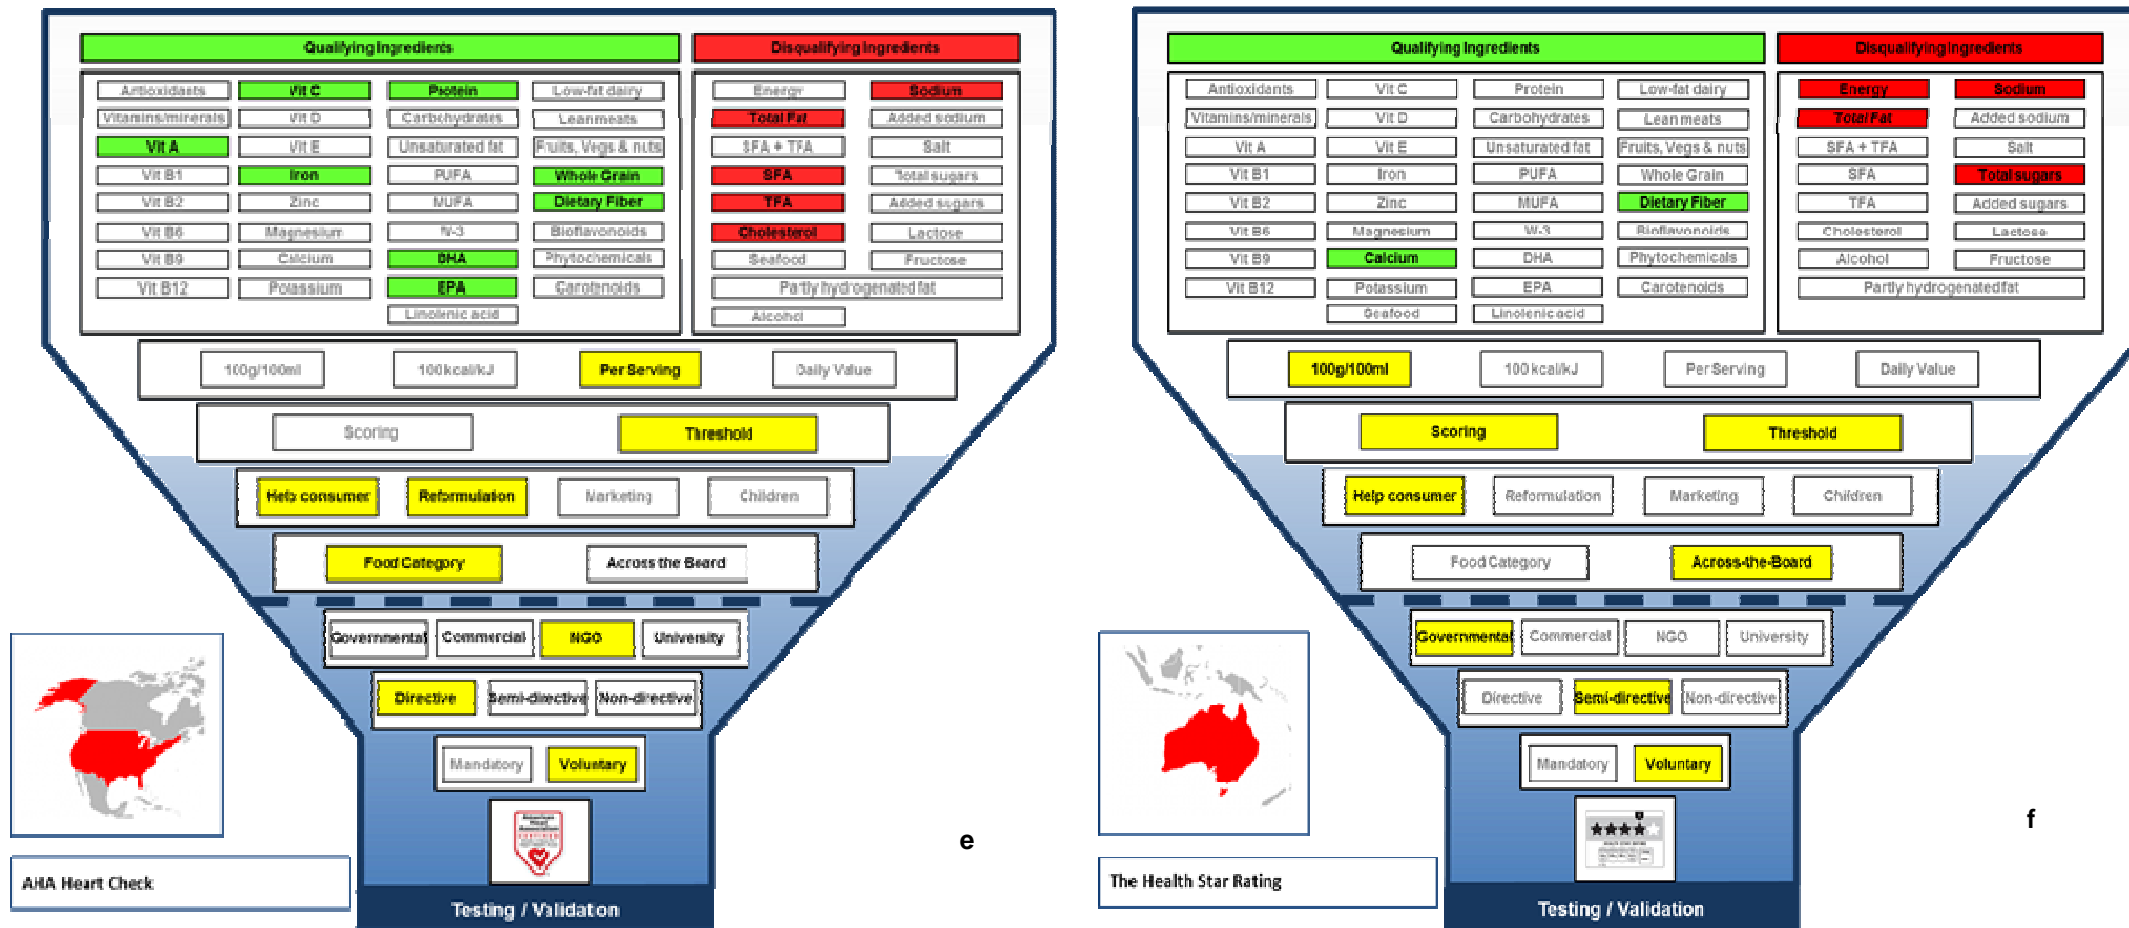 Qualifying Ingredients
Disqualifying Ingredients
Antioxidants Vit C Protein Low-fat dairy Energy Sodium
Vitamins/minerals Vit D Carbohydrates Lean meats Total Fat Added sodium
Vit A Vit E Unsaturated fat Fruits, Vegs & nuts SFA + TFA Salt
Vit B1 Iron PUFA Whole Grain SFA Total sugars
Vit B2 Zinc MUFA Dietary Fiber TFA Added sugars
Vit B6 Magnesium W-3 Bioflavonoids Cholesterol Lactose
Vit B9 Calcium DHA Phytochemicals Seafood Fructose
Vit B12 Potassium EPA Carotenoids Partly hydrogenated fat
Linolenic acid Alcohol
100g/100ml 100kcal/kJ Per Serving Daily Value
Scoring Threshold
Help consumer Reformulation Marketing Children
Food Category Across the Board
Governmental Commercial NGO University
Directive Semi-directive Non-directive
Mandatory Voluntary
American
Heart
Association
CERTIFIED
e
AHA Heart Check
Testing / Validation
Qualifying Ingredients
Disqualifying Ingredients
Antioxidants Vit C Protein Low-fat dairy Energy Sodium
Vitamins/minerals Vit D Carbohydrates Lean meats Total Fat Added sodium
Vit A Vit E Unsaturated fat Fruits, Vegs & nuts SFA + TFA Salt
Vit B1 Iron PUFA Whole Grain SFA Total sugars
Vit B2 Zinc MUFA Dietary Fiber TFA Added sugars
Vit B6 Magnesium W-3 Bioflavonoids Cholesterol Lactose
Vit B9 Calcium DHA Phytochemicals Alcohol Fructose
Vit B12 Potassium EPA Carotenoids Partly hydrogenated fat
Seafood Linolenic acid
100g/100ml 100kcal/kJ Per Serving Daily Value
Scoring Threshold
Help consumer Reformulation Marketing Children
Food Category Across-the-Board
Governmental Commercial NGO University
Directive Semi-directive Non-directive
Mandatory Voluntary
HEALTH STAR RATING
f
The Health Star Rating
Testing / Validation